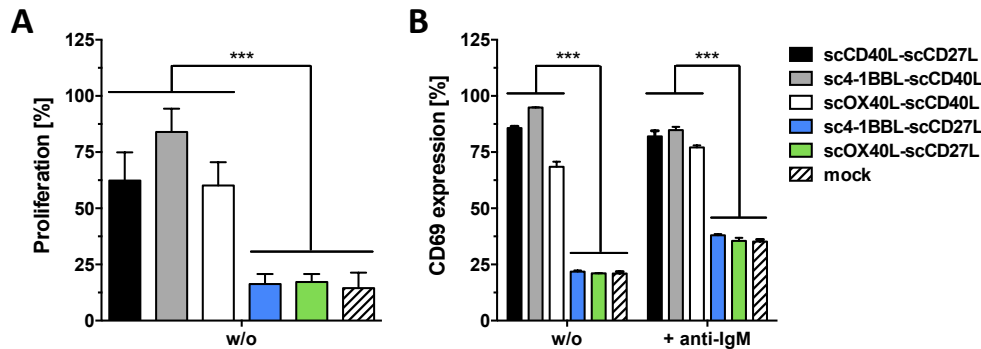 A
Proliferation [%]
125
100
75
50
25
0
w/o
***
B
CD69 expression [%]
125
100
75
50
25
0
w/o
+ anti-IgM
***
***
scCD40L-scCD27L
sc4-1BBL-scCD40L
scOX40L-scCD40L
sc4-1BBL-scCD27L
scOX40L-scCD27L
mock